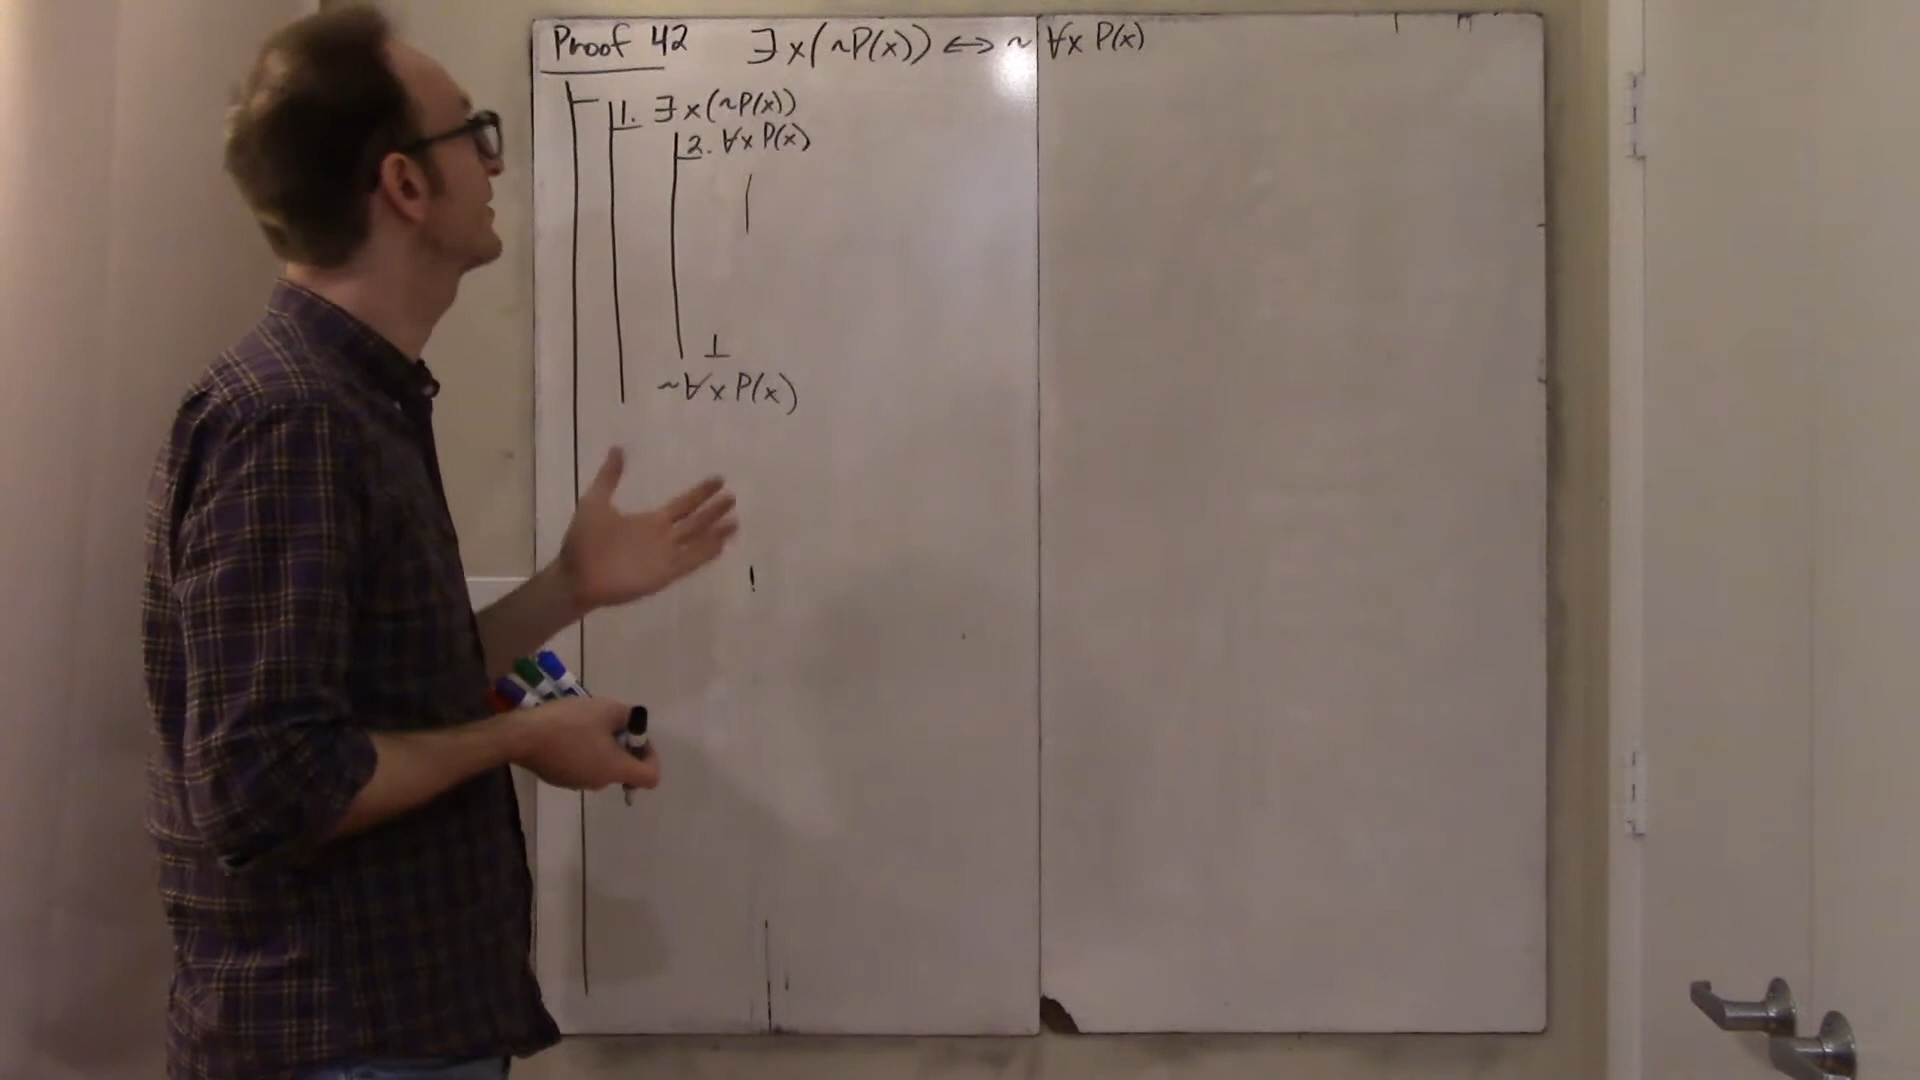 Proof 42 ∃x(~P(x)) ↔ ~∀x P(x)
1. ∃x(~P(x))
2. ∀x P(x)
⊥
~∀x P(x)